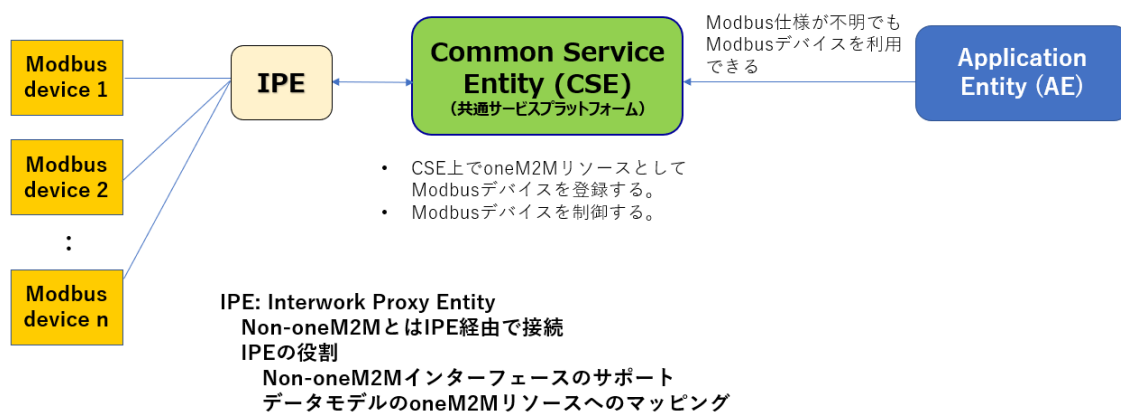 Modbus
device 1
Modbus
device 2
:
Modbus
device n
IPE
Common Service
Entity (CSE)
（共通サービスプラットフォーム）
Modbus仕様が不明でも
Modbusデバイスを利用
できる
Application
Entity (AE)
• CSE上でoneM2Mリソースとして
Modbusデバイスを登録する。
• Modbusデバイスを制御する。
IPE: Interwork Proxy Entity
Non-oneM2MとはIPE経由で接続
IPEの役割
Non-oneM2Mインターフェースのサポート
データモデルのoneM2Mリソースへのマッピング